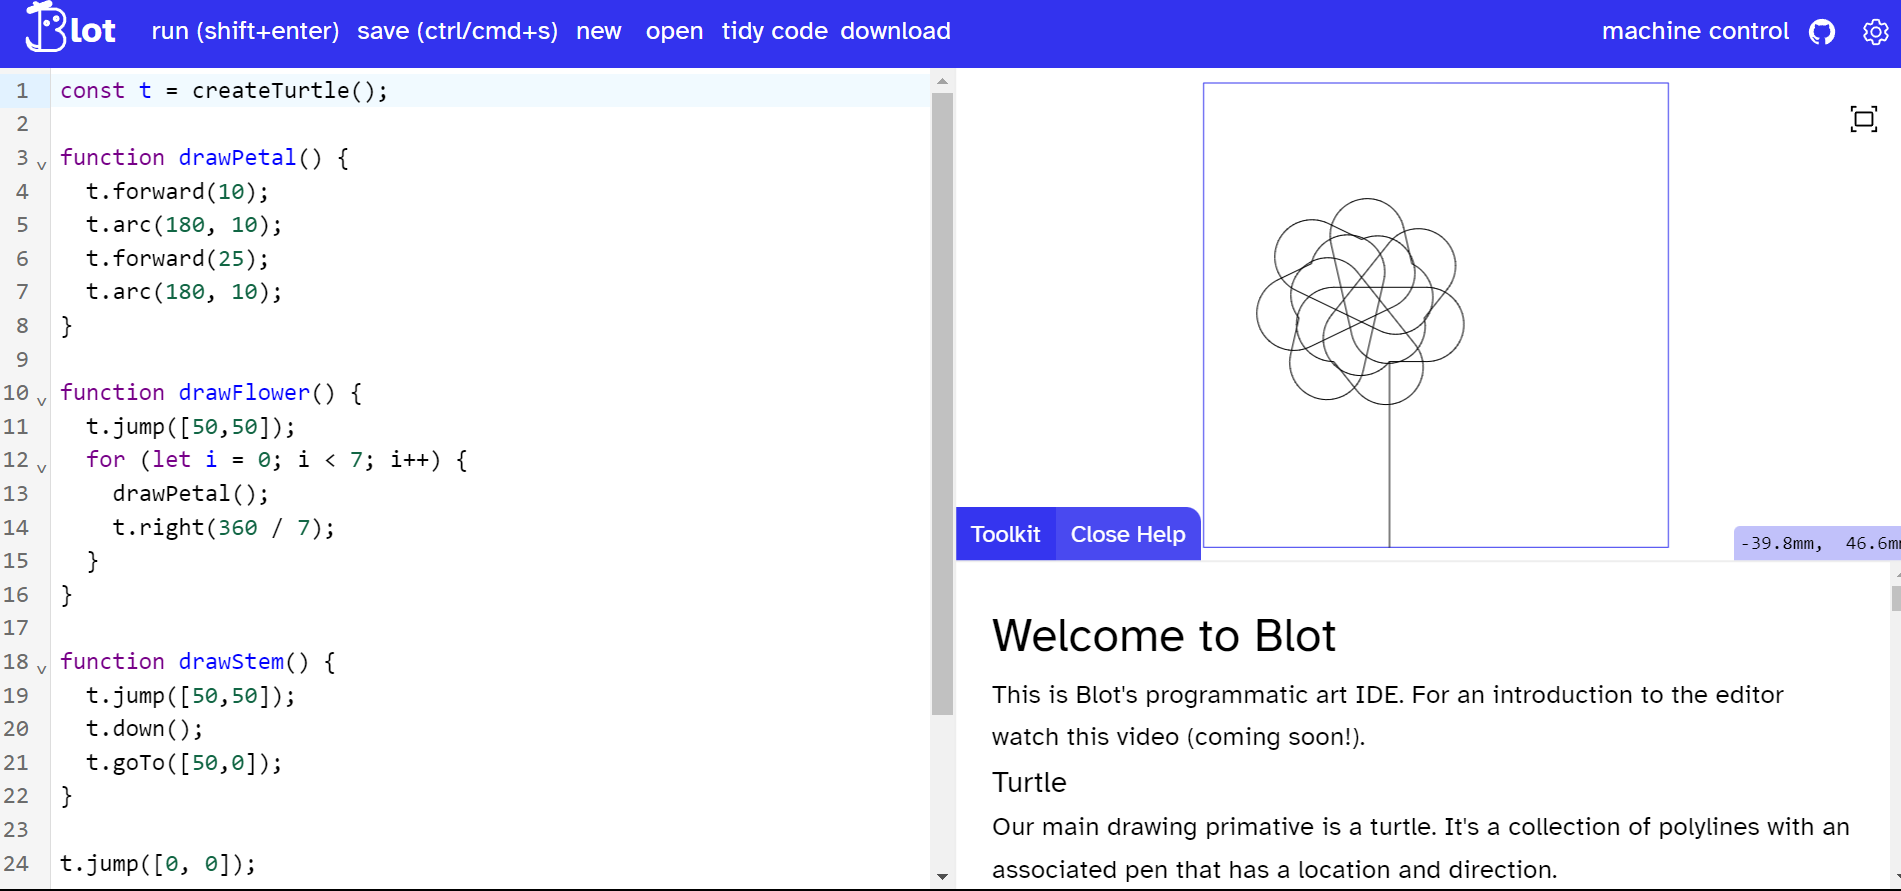 Blot run (shift+enter) save (ctrl/cmd+s) new open tidy code download machine control
1 const t = createTurtle();
2
3 function drawPetal() {
4 t.forward(10);
5 t.arc(180, 10);
6 t.forward(25);
7 t.arc(180, 10);
8 }
9
10 function drawFlower() {
11 t.jump([50,50]);
12 for (let i = 0; i < 7; i++) {
13 drawPetal();
14 t.right(360 / 7);
15 }
16 }
17
18 function drawStem() {
19 t.jump([50,50]);
20 t.down();
21 t.goTo([50,0]);
22 }
23
24 t.jump([0, 0]);
Toolkit Close Help
-39.8mm, 46.6m
Welcome to Blot
This is Blot's programmatic art IDE. For an introduction to the editor
watch this video (coming soon!).
Turtle
Our main drawing primative is a turtle. It's a collection of polylines with an
associated pen that has a location and direction.